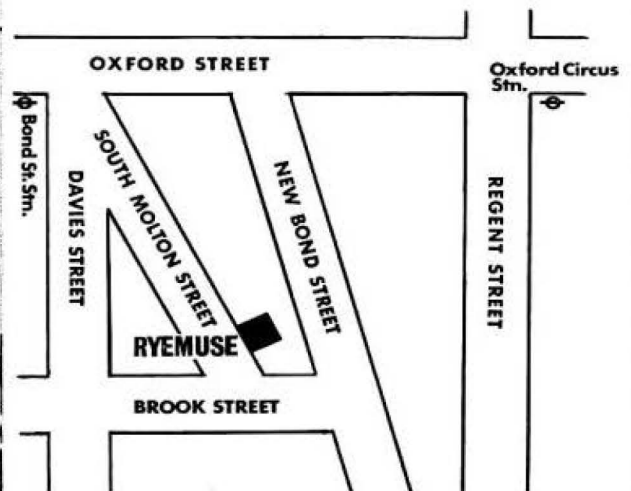 OXFORD STREET
Oxford Circus
Stn.
Bond St. Stn.
DAVIES STREET
SOUTH MOLTON STREET
NEW BOND STREET
REGENT STREET
RYEMUSE
BROOK STREET